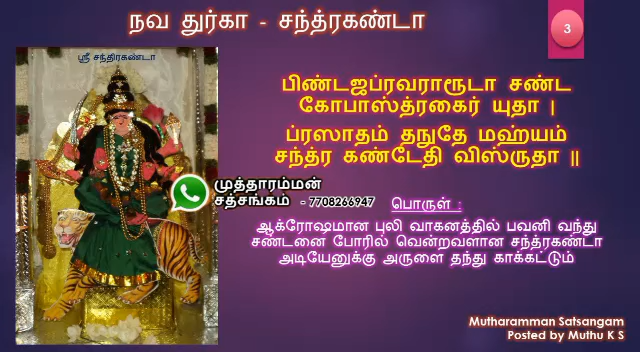 நவ துர்கா - சந்த்ரகண்டா
3
ஸ்ரீ சந்திரகண்டா
பிண்டஜப்ரவராரூடா சண்ட
கோபாஸ்த்ரகைர் யுதா |
ப்ரஸாதம் தநுதே மஹ்யம்
சந்த்ர கண்டேதி விஸ்ருதா ||
முத்தாரம்மன்
சத்சங்கம் - 7708266947
பொருள் :
ஆக்ரோஷமான புலி வாகனத்தில் பவனி வந்து
சண்டனை போரில் வென்றவளான சந்த்ரகண்டா
அடியேனுக்கு அருளை தந்து காக்கட்டும்
Mutharamman Satsangam
Posted by Muthu K S